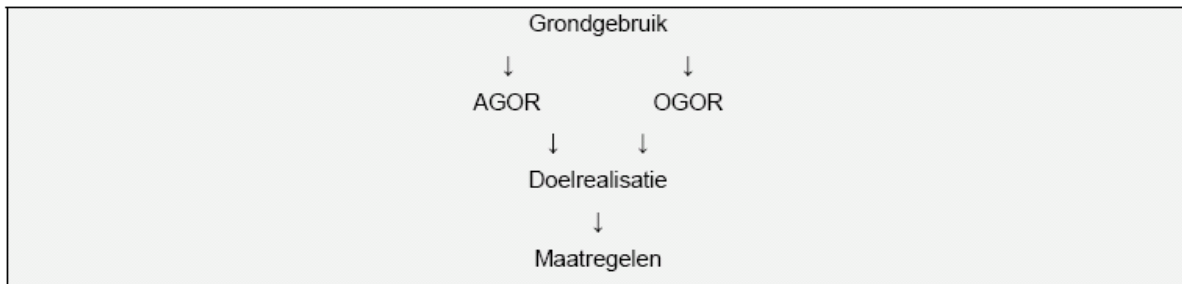 Grondgebruik
↓ ↓
AGOR OGOR
↓ ↓
Doelrealisatie
↓
Maatregelen